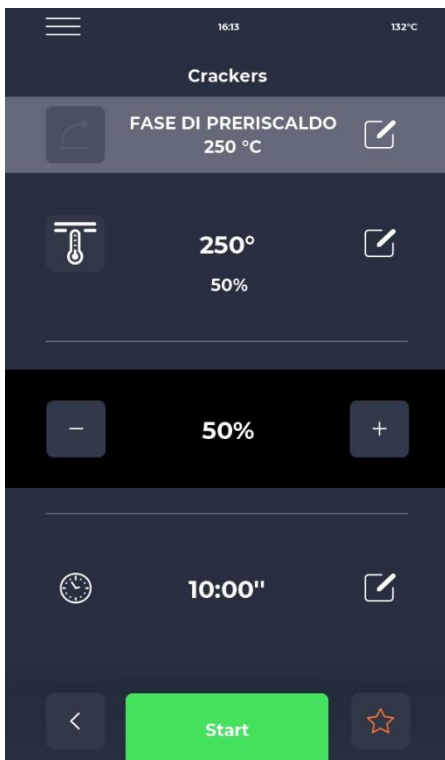 16:13
132°C
Crackers
FASE DI PRERISCALDO
250 °C
250°
50%
− 50% +
10:00"
< Start